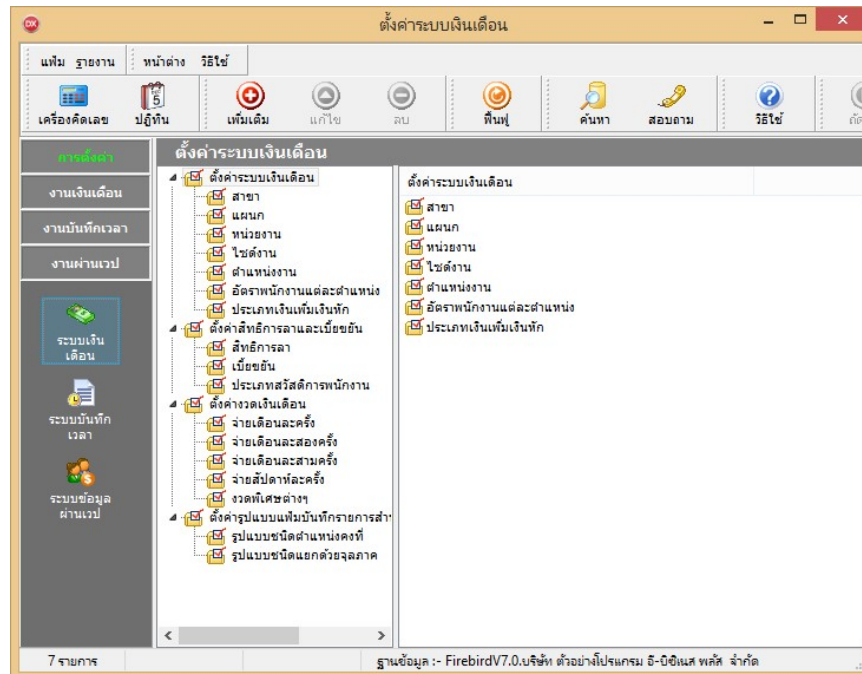 ตั้งค่าระบบเงินเดือน
แฟ้ม รายงาน หน้าต่าง วิธีใช้
เครื่องคิดเลข ปฏิทิน เพิ่มเติม แก้ไข ลบ ฟื้นฟู ค้นหา สอบถาม วิธีใช้
การตั้งค่า
งานเงินเดือน
งานบันทึกเวลา
งานผ่านเวป
ระบบเงิน
เดือน
ระบบบันทึก
เวลา
ระบบข้อมูล
ผ่านเวป
ตั้งค่าระบบเงินเดือน
ตั้งค่าระบบเงินเดือน
สาขา
แผนก
หน่วยงาน
ไซด์งาน
ตำแหน่งงาน
อัตราพนักงานแต่ละตำแหน่ง
ประเภทเงินเพิ่มเงินหัก
ตั้งค่าสิทธิการลาและเบี้ยขยัน
สิทธิการลา
เบี้ยขยัน
ประเภทสวัสดิการพนักงาน
ตั้งค่างวดเงินเดือน
จ่ายเดือนละครั้ง
จ่ายเดือนละสองครั้ง
จ่ายเดือนละสามครั้ง
จ่ายสัปดาห์ละครั้ง
งวดพิเศษต่างๆ
ตั้งค่ารูปแบบแฟ้มบันทึกรายการสำ
รูปแบบชนิดตำแหน่งคงที่
รูปแบบชนิดแยกด้วยจุลภาค
ตั้งค่าระบบเงินเดือน
สาขา
แผนก
หน่วยงาน
ไซด์งาน
ตำแหน่งงาน
อัตราพนักงานแต่ละตำแหน่ง
ประเภทเงินเพิ่มเงินหัก
7 รายการ
ฐานข้อมูล :- FirebirdV7.0.บริษัท ตัวอย่างโปรแกรม อี-บิซิเนส พลัส จำกัด